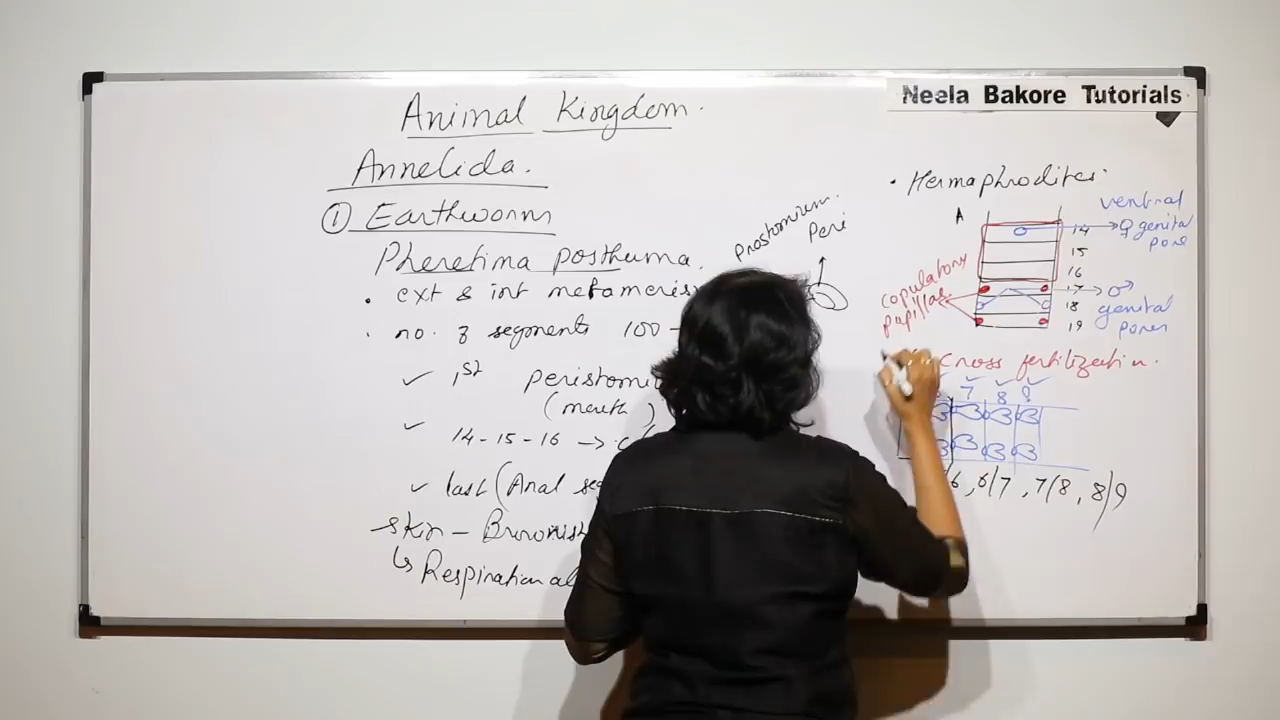 Neela Bakore Tutorials
Animal Kingdom.
Annelida.
① Earthworm
Pheretima posthuma.
• ext & int metameris
• no. of segments 100 -
✓ 1st peristomi
(mouth)
✓ 14-15-16 →
✓ last (Anal seg
skin - Brownish
↳ Respiration al
Prostomium.
Peri
• Hermaphrodites.
A
ventral
14 → ♀ genital
pore
15
16
17 → ♂
18 genital
pores
19
copulatory
papillae
Cross fertilization.
7 8 9
/6, 6/7, 7/8, 8/9